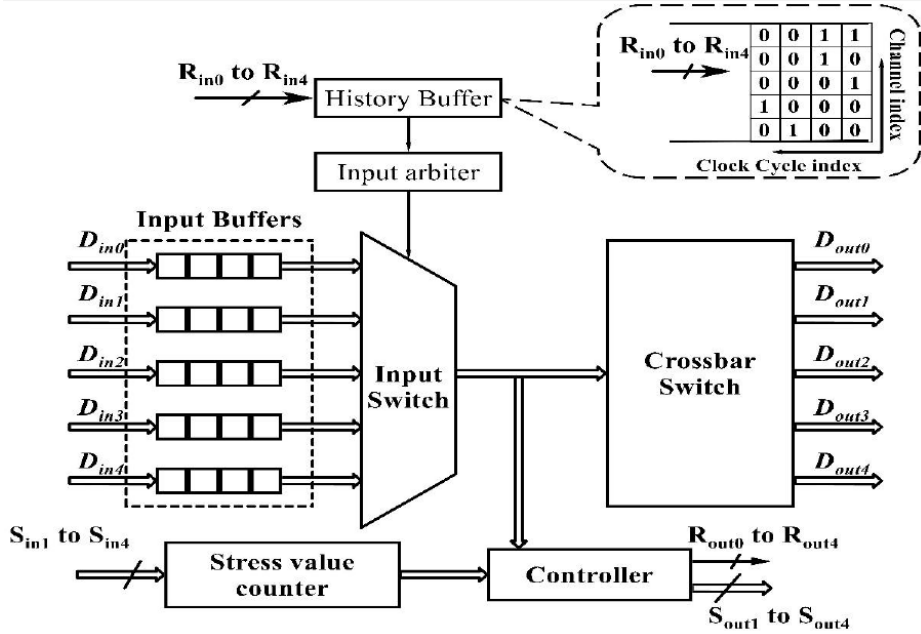 R_in0 to R_in4
History Buffer
R_in0 to R_in4
0 0 1 1
0 0 1 0
0 0 0 1
1 0 0 0
0 1 0 0
Channel index
Clock Cycle index
Input arbiter
Input Buffers
D_in0
D_in1
D_in2
D_in3
D_in4
Input
Switch
Crossbar
Switch
D_out0
D_out1
D_out2
D_out3
D_out4
S_in1 to S_in4
Stress value
counter
Controller
R_out0 to R_out4
S_out1 to S_out4